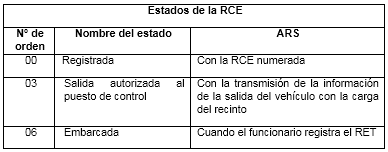 Estados de la RCE
Nº de orden Nombre del estado ARS
00 Registrada Con la RCE numerada
03 Salida autorizada al puesto de control Con la transmisión de la información de la salida del vehículo con la carga del recinto
06 Embarcada Cuando el funcionario registra el RET